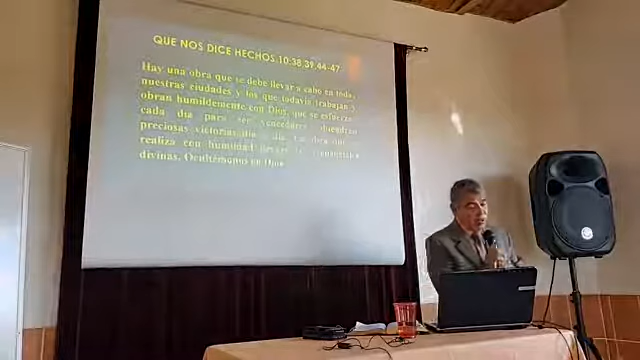 QUE NOS DICE HECHOS 10:38,39,44-47
Hay una obra que se debe llevar a cabo en todas
nuestras ciudades y los que todavía trabajan y
obran humildemente con Dios, que se esfuerzan
cada día para ser vencedores,
preciosas victorias día
realiza con humildad
divinas. Ocultémonos en Dios